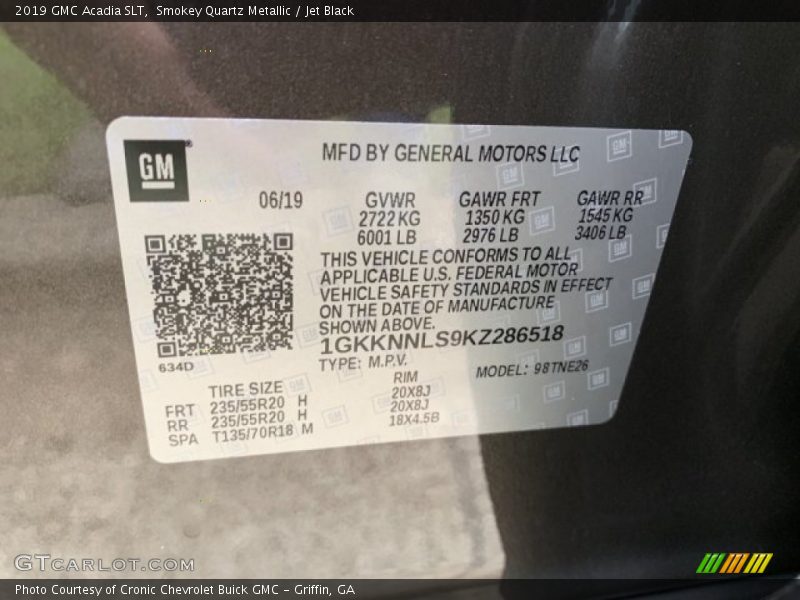 2019 GMC Acadia SLT, Smokey Quartz Metallic / Jet Black
GM
MFD BY GENERAL MOTORS LLC
06/19
GVWR GAWR FRT GAWR RR
2722 KG 1350 KG 1545 KG
6001 LB 2976 LB 3406 LB
THIS VEHICLE CONFORMS TO ALL
APPLICABLE U.S. FEDERAL MOTOR
VEHICLE SAFETY STANDARDS IN EFFECT
ON THE DATE OF MANUFACTURE
SHOWN ABOVE.
1GKKNNLS9KZ286518
634D
TYPE: M.P.V. MODEL: 98TNE26
TIRE SIZE RIM
FRT 235/55R20 H 20X8J
RR 235/55R20 H 20X8J
SPA T135/70R18 M 18X4.5B
GTCARLOT.COM
Photo Courtesy of Cronic Chevrolet Buick GMC - Griffin, GA